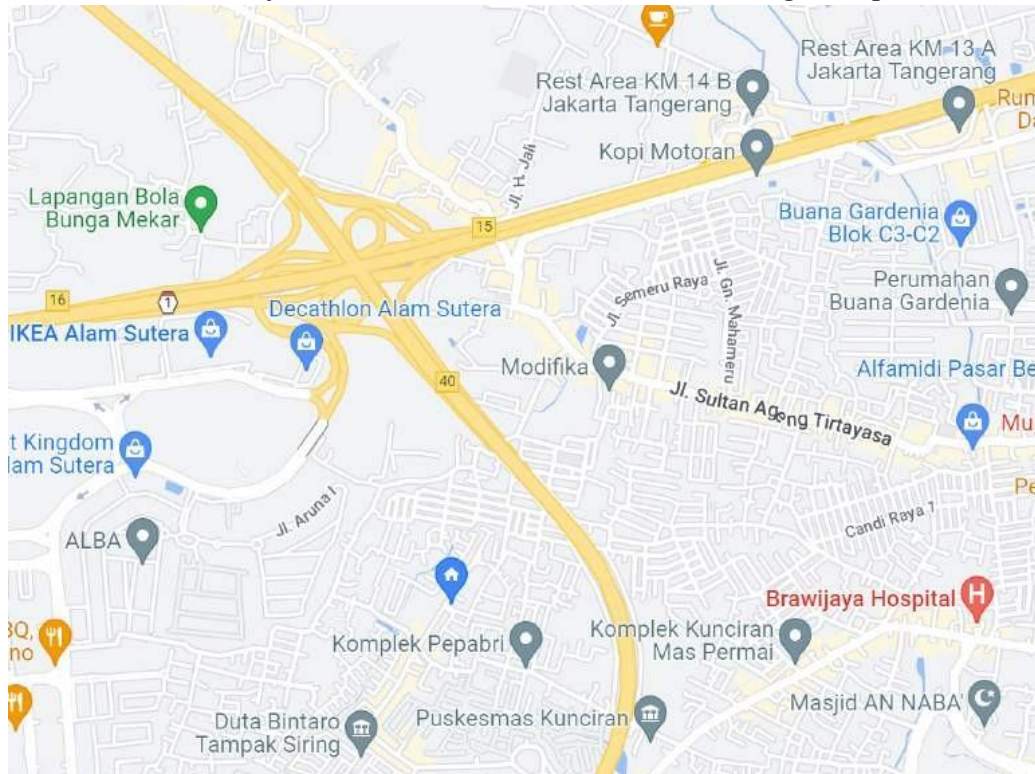 Rest Area KM 13 A
Jakarta Tangerang
Rest Area KM 14 B
Jakarta Tangerang
Kopi Motoran
Jl. H. Jali
Lapangan Bola
Bunga Mekar
15
Buana Gardenia
Blok C3-C2
Jl. Semeru Raya
Jl. Gn. Mahameru
Perumahan
Buana Gardenia
16
1
Decathlon Alam Sutera
IKEA Alam Sutera
Modifika
40
Alfamidi Pasar Be
Jl. Sultan Ageng Tirtayasa
Mu
t Kingdom
lam Sutera
Pe
Jl. Aruna I
Candi Raya 1
ALBA
Brawijaya Hospital
H
Komplek Pepabri
Komplek Kunciran
Mas Permai
Masjid AN NABA'
Puskesmas Kunciran
Duta Bintaro
Tampak Siring